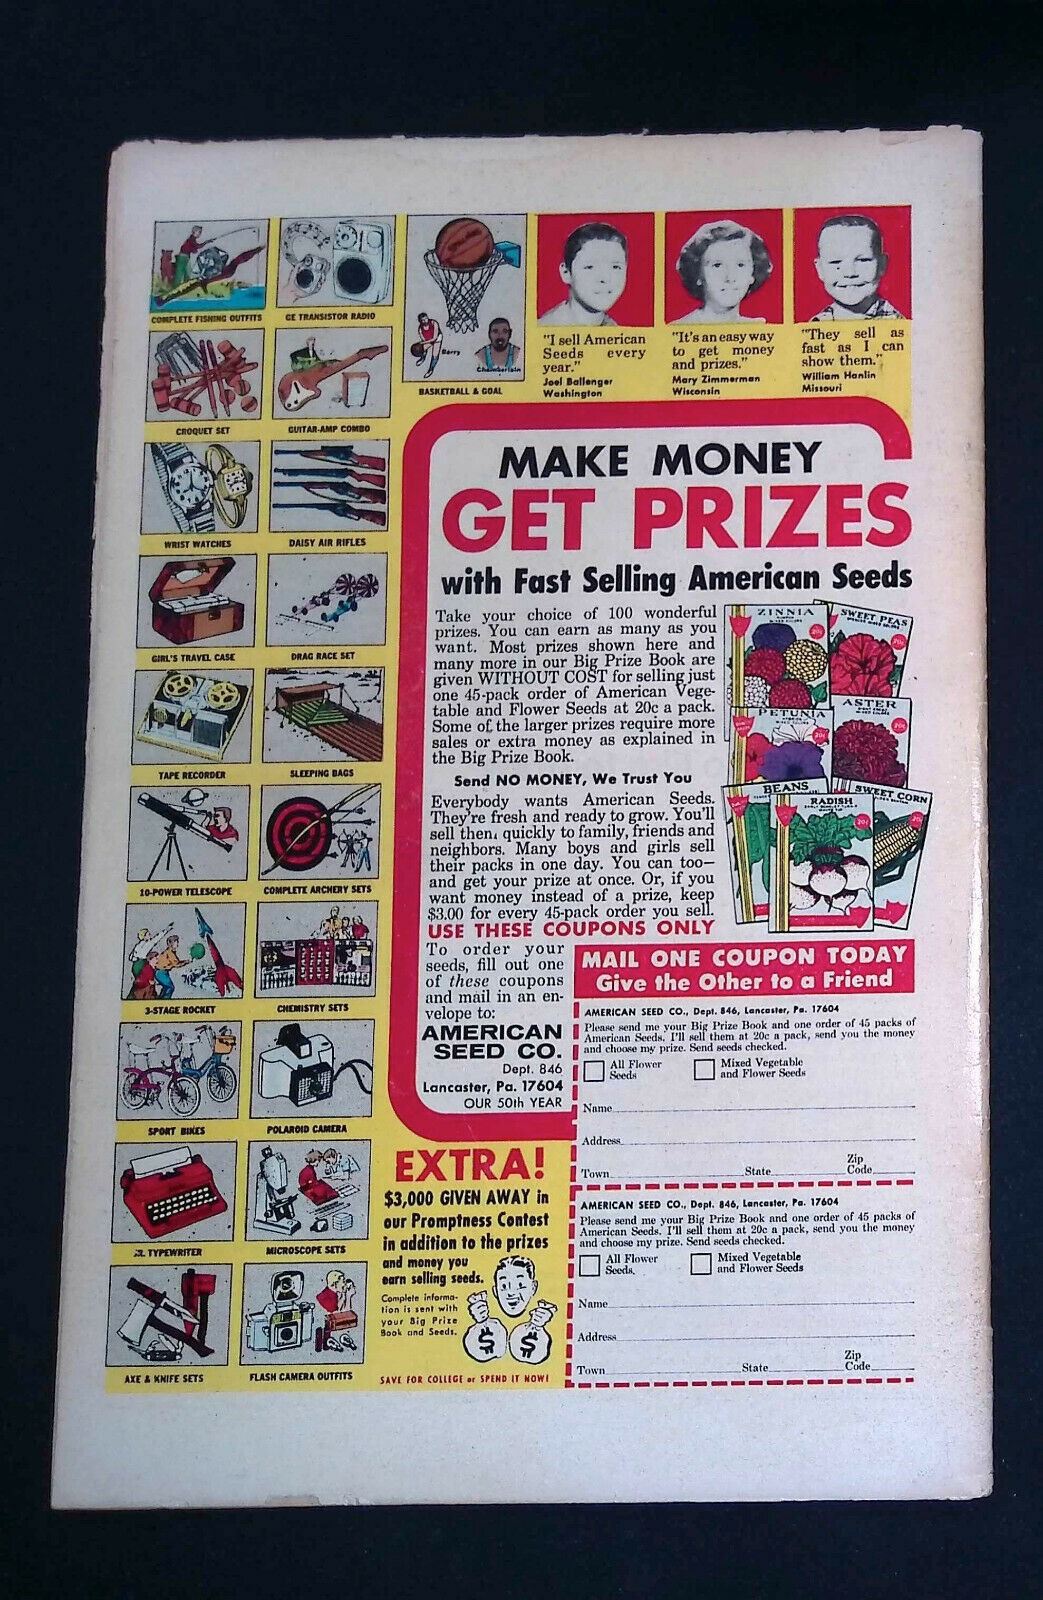 COMPLETE FISHING OUTFITS
GE TRANSISTOR RADIO
Barry
Chamberlain
BASKETBALL & GOAL
CROQUET SET
GUITAR-AMP COMBO
WRIST WATCHES
DAISY AIR RIFLES
GIRL'S TRAVEL CASE
DRAG RACE SET
TAPE RECORDER
SLEEPING BAGS
10-POWER TELESCOPE
COMPLETE ARCHERY SETS
3-STAGE ROCKET
CHEMISTRY SETS
SPORT BIKES
POLAROID CAMERA
TYPEWRITER
MICROSCOPE SETS
AXE & KNIFE SETS
FLASH CAMERA OUTFITS
"I sell American
Seeds every
year."
Joel Ballenger
Washington
"It's an easy way
to get money
and prizes."
Mary Zimmerman
Wisconsin
"They sell as
fast as I can
show them."
William Hanlin
Missouri
MAKE MONEY
GET PRIZES
with Fast Selling American Seeds
Take your choice of 100 wonderful
prizes. You can earn as many as you
want. Most prizes shown here and
many more in our Big Prize Book are
given WITHOUT COST for selling just
one 45-pack order of American Vege-
table and Flower Seeds at 20c a pack.
Some of the larger prizes require more
sales or extra money as explained in
the Big Prize Book.
Send NO MONEY, We Trust You
Everybody wants American Seeds.
They're fresh and ready to grow. You'll
sell them quickly to family, friends and
neighbors. Many boys and girls sell
their packs in one day. You can too—
and get your prize at once. Or, if you
want money instead of a prize, keep
$3.00 for every 45-pack order you sell.
USE THESE COUPONS ONLY
ZINNIA
20c
SWEET PEAS
20c
PETUNIA
20c
ASTER
20c
BEANS
RADISH
20c
SWEET CORN
20c
To order your
seeds, fill out one
of these coupons
and mail in an en-
velope to:
AMERICAN
SEED CO.
Dept. 846
Lancaster, Pa. 17604
OUR 50th YEAR
MAIL ONE COUPON TODAY
Give the Other to a Friend
AMERICAN SEED CO., Dept. 846, Lancaster, Pa. 17604
Please send me your Big Prize Book and one order of 45 packs of
American Seeds. I'll sell them at 20c a pack, send you the money
and choose my prize. Send seeds checked.
All Flower
Seeds
Mixed Vegetable
and Flower Seeds
Name
Address
Town State Zip Code
AMERICAN SEED CO., Dept. 846, Lancaster, Pa. 17604
Please send me your Big Prize Book and one order of 45 packs of
American Seeds. I'll sell them at 20c a pack, send you the money
and choose my prize. Send seeds checked.
All Flower
Seeds.
Mixed Vegetable
and Flower Seeds
Name
Address
Town State Zip Code
EXTRA!
$3,000 GIVEN AWAY in
our Promptness Contest
in addition to the prizes
and money you
earn selling seeds.
Complete informa-
tion is sent with
your Big Prize
Book and Seeds.
$ $
SAVE FOR COLLEGE or SPEND IT NOW!